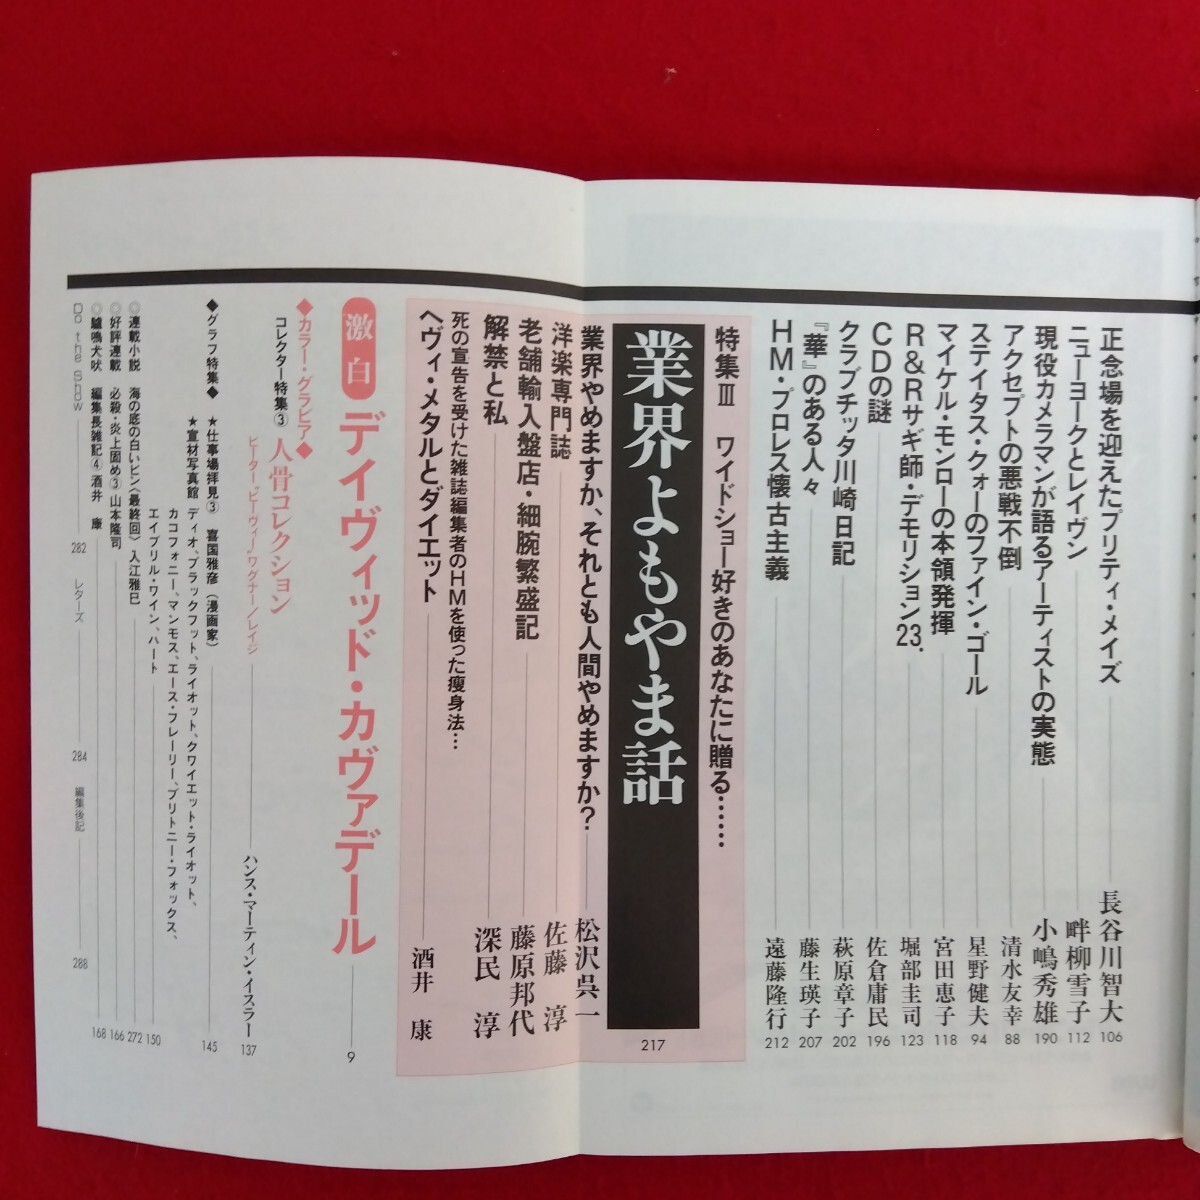 正念場を迎えたプリティ・メイズ 長谷川智大 106
ニューヨークとレイヴン 畔柳雪子 112
現役カメラマンが語るアーティストの実態 小嶋秀雄 190
アクセプトの悪戦不倒 清水友幸 88
ステイタス・クォーのファイン・ゴール 星野健夫 94
マイケル・モンローの本領発揮 宮田恵子 118
R&Rサギ師・デモリション23. 堀部圭司 123
CDの謎 佐倉庸民 196
クラブチッタ川崎日記 萩原章子 202
『華』のある人々 藤生瑛子 207
HM・プロレス懐古主義 遠藤隆行 212
特集Ⅲ ワイドショー好きのあなたに贈る……
業界よもやま話 217
業界やめますか、それとも人間やめますか? 松沢呉一
洋楽専門誌 佐藤 淳
老舗輸入盤店・細腕繁盛記 藤原邦代
解禁と私 深民 淳
死の宣告を受けた雑誌編集者のHMを使った痩身法…
ヘヴィ・メタルとダイエット 酒井 康
激白 デイヴィッド・カヴァデール 9
◆カラー・グラビア◆
コレクター特集③ 人骨コレクション
ピーター“ピーヴィー”ワグナー/レイジ ハンス・マーティン・イスラー 137
◆グラフ特集◆ ★仕事場拝見③ 喜国雅彦(漫画家) 145
★宣材写真館 ディオ、ブラックフット、ライオット、クワイエット・ライオット、
カコフォニー、マンモス、エース・フレーリー、ブリトニー・フォックス、
エイブリル・ワイン、ハート 150
◎連載小説 海の底の白いビン(最終回) 入江雅巳 272
◎好評連載 必殺・炎上固め③ 山本隆司 166
◎驢鳴犬吠 編集長雑記④ 酒井 康 168
Do the Show 282 レターズ 284 編集後記 288